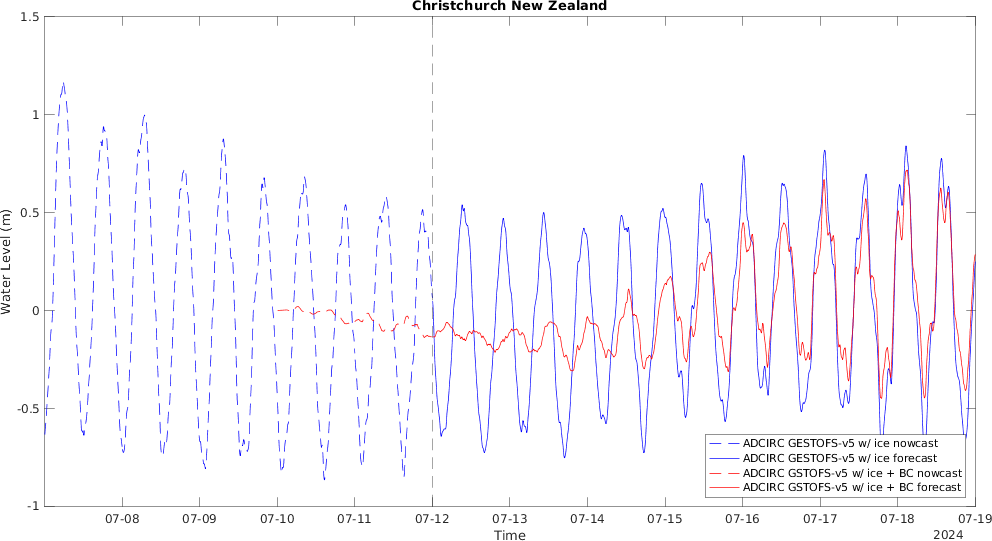 Christchurch New Zealand
Water Level (m)
1.5
1
0.5
0
-0.5
-1
ADCIRC GESTOFS-v5 w/ ice nowcast
ADCIRC GESTOFS-v5 w/ ice forecast
ADCIRC GSTOFS-v5 w/ ice + BC nowcast
ADCIRC GSTOFS-v5 w/ ice + BC forecast
07-08 07-09 07-10 07-11 07-12 07-13 07-14 07-15 07-16 07-17 07-18 07-19
Time
2024